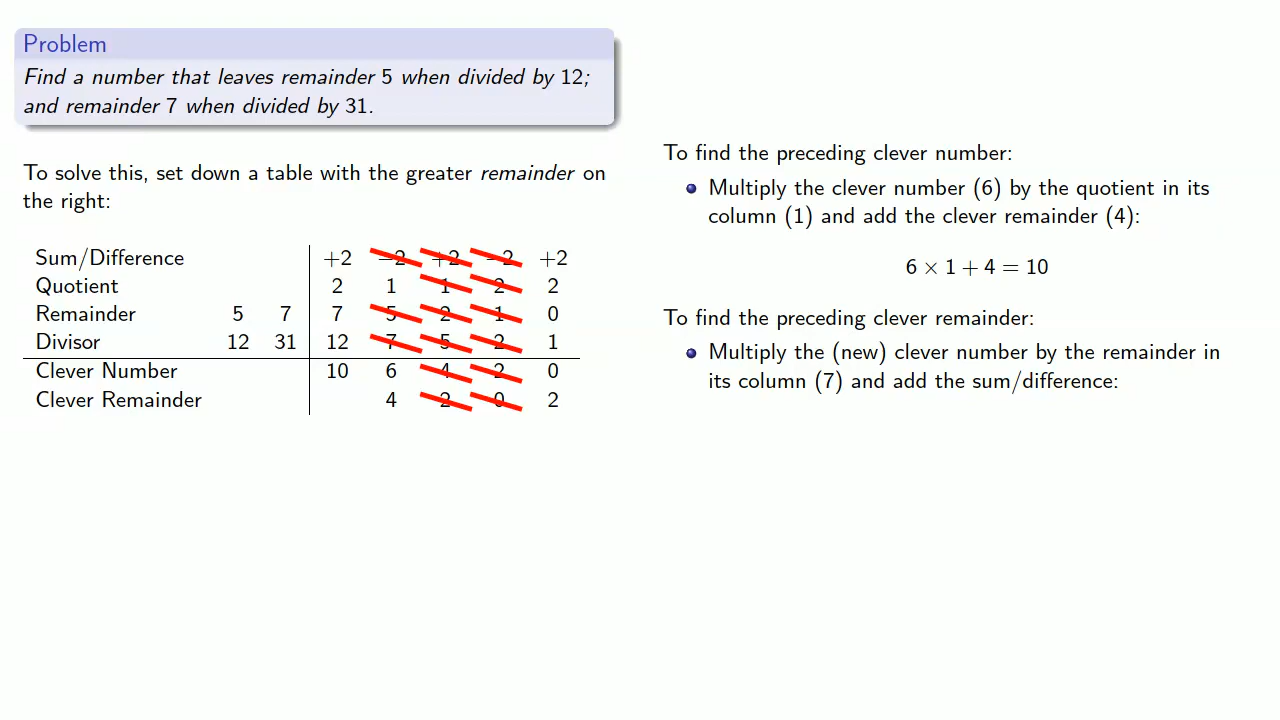 Problem
Find a number that leaves remainder 5 when divided by 12;
and remainder 7 when divided by 31.
To solve this, set down a table with the greater remainder on
the right:
Sum/Difference +2 −2 +2 −2 +2
Quotient 2 1 1 2 2
Remainder 5 7 7 5 2 1 0
Divisor 12 31 12 7 5 2 1
Clever Number 10 6 4 2 0
Clever Remainder 4 2 0 2
To find the preceding clever number:
Multiply the clever number (6) by the quotient in its
column (1) and add the clever remainder (4):
6 × 1 + 4 = 10
To find the preceding clever remainder:
Multiply the (new) clever number by the remainder in
its column (7) and add the sum/difference: